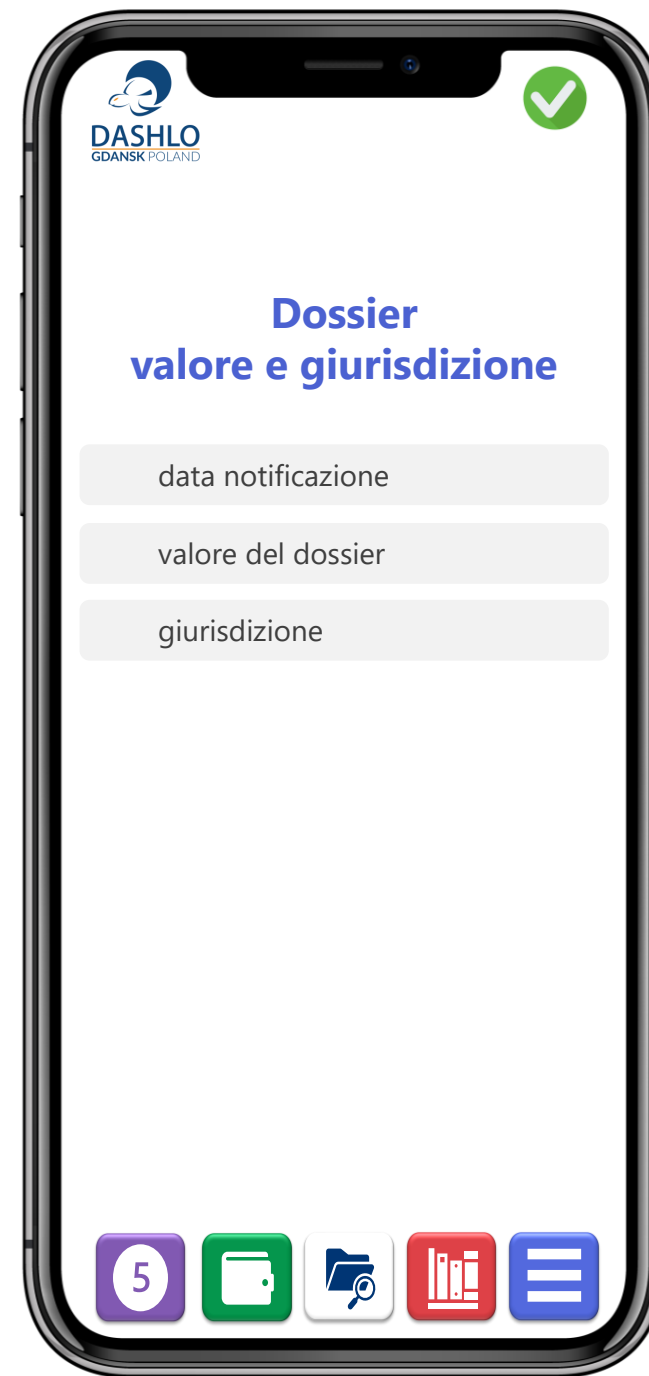 DASHLO
GDANSK POLAND
Dossier
valore e giurisdizione
data notificazione
valore del dossier
giurisdizione
5